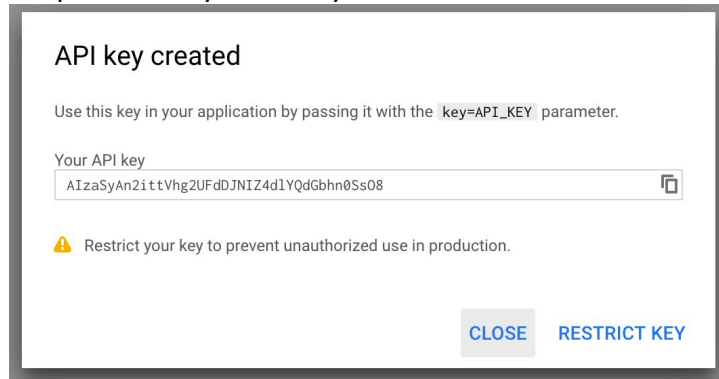 API key created
Use this key in your application by passing it with the key=API_KEY parameter.
Your API key
AIzaSyAn2ittVhg2UFdDJNIZ4dlYQdGbhn0SsO8
Restrict your key to prevent unauthorized use in production.
CLOSE RESTRICT KEY